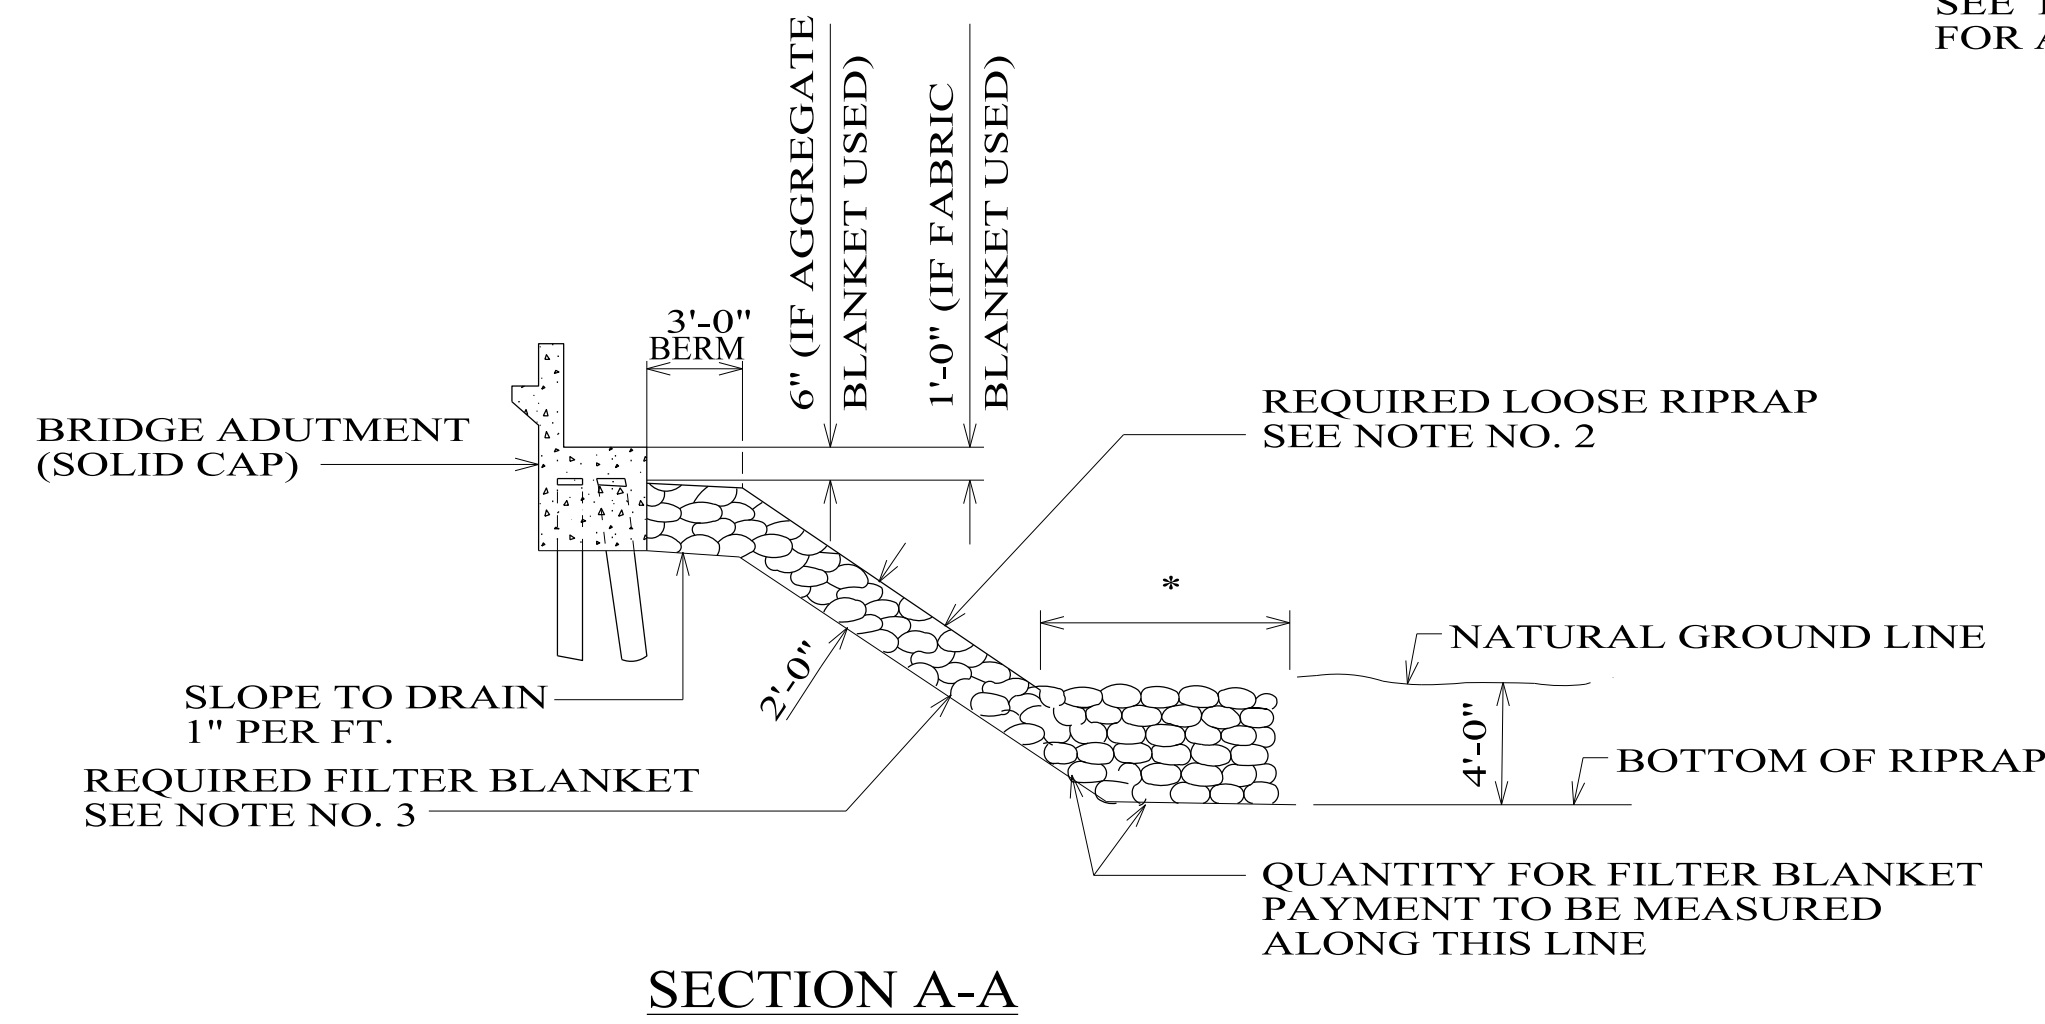 SEE
FOR A
6" (IF AGGREGATE
BLANKET USED)
1'-0" (IF FABRIC
BLANKET USED)
3'-0"
BERM
BRIDGE ADUTMENT
(SOLID CAP)
REQUIRED LOOSE RIPRAP
SEE NOTE NO. 2
*
NATURAL GROUND LINE
2'-0"
SLOPE TO DRAIN
1" PER FT.
4'-0"
BOTTOM OF RIPRAP
REQUIRED FILTER BLANKET
SEE NOTE NO. 3
QUANTITY FOR FILTER BLANKET
PAYMENT TO BE MEASURED
ALONG THIS LINE
SECTION A-A